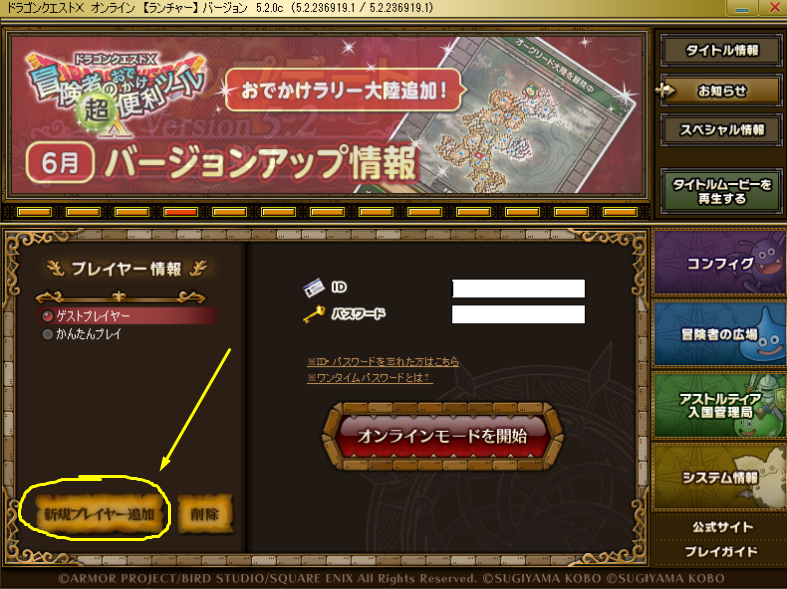 ドラゴンクエストX オンライン 【ランチャー】 バージョン 5.2.0c (5.2.236919.1 / 5.2.236919.1)
ドラゴンクエストX
冒険者のおでかけ
超便利ツール
おでかけラリー大陸追加！
オーグリード大陸を冒険中
Version 5.2
6月 バージョンアップ情報
タイトル情報
お知らせ
スペシャル情報
タイトルムービーを
再生する
プレイヤー情報
ゲストプレイヤー
かんたんプレイ
ID
パスワード
※ID・パスワードを忘れた方はこちら
※ワンタイムパスワードとは？
オンラインモードを開始
新規プレイヤー追加
削除
コンフィグ
冒険者の広場
アストルティア
入国管理局
システム情報
公式サイト
プレイガイド
©ARMOR PROJECT/BIRD STUDIO/SQUARE ENIX All Rights Reserved. ©SUGIYAMA KOBO ℗SUGIYAMA KOBO